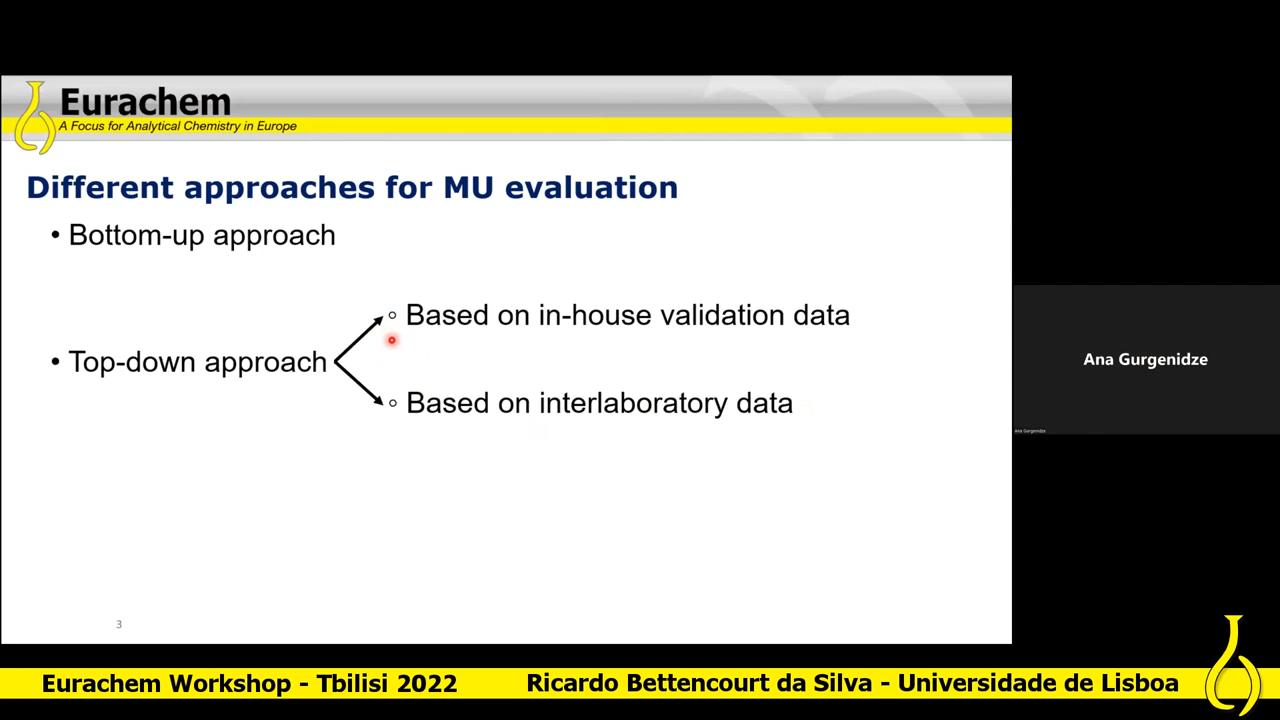 Eurachem
A Focus for Analytical Chemistry in Europe
Different approaches for MU evaluation
• Bottom-up approach
◦ Based on in-house validation data
• Top-down approach
◦ Based on interlaboratory data
3
Ana Gurgenidze
Ana Gurgenidze
Eurachem Workshop - Tbilisi 2022
Ricardo Bettencourt da Silva - Universidade de Lisboa